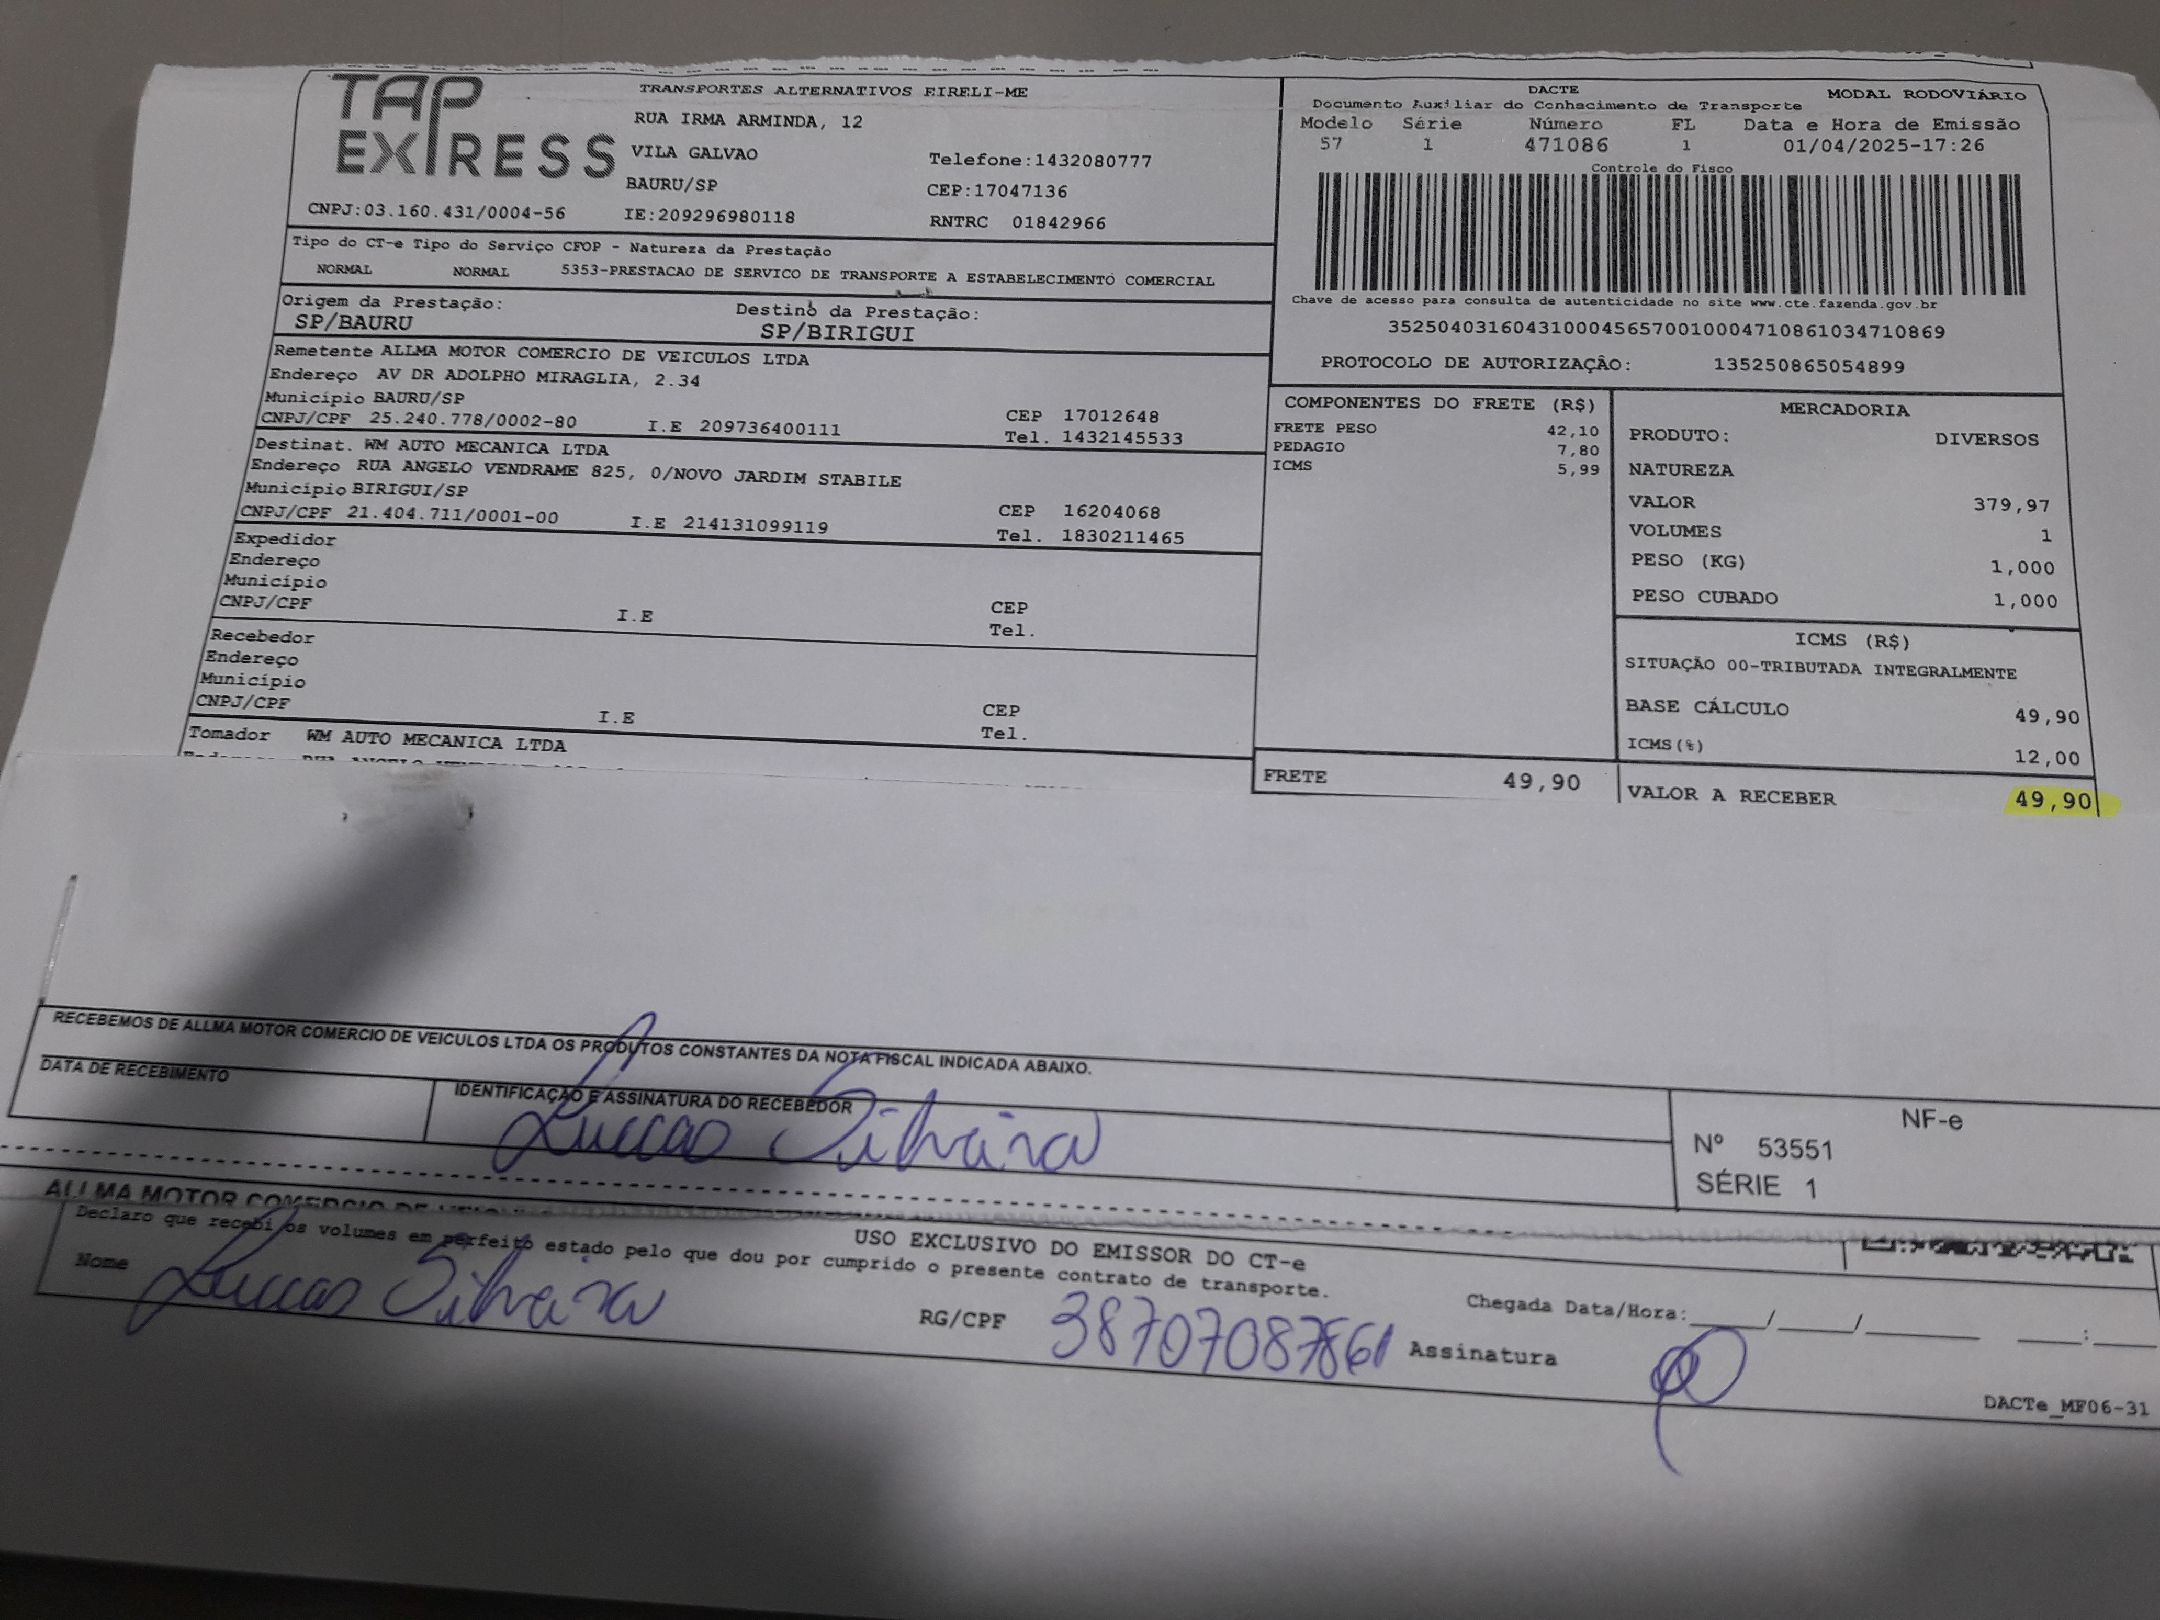 TAP EXPRESS
TRANSPORTES ALTERNATIVOS EIRELI-ME
RUA IRMA ARMINDA, 12
VILA GALVAO
Telefone:1432080777
BAURU/SP
CEP:17047136
CNPJ:03.160.431/0004-56
IE:209296980118
RNTRC 01842966
DACTE
MODAL RODOVIÁRIO
Documento Auxiliar do Conhecimento de Transporte
Modelo Série Número FL Data e Hora de Emissão
57 1 471086 1 01/04/2025-17:26
Controle do Fisco
Chave de acesso para consulta de autenticidade no site www.cte.fazenda.gov.br
35250403160431000456570010004710861034710869
PROTOCOLO DE AUTORIZAÇÃO: 135250865054899
Tipo do CT-e Tipo do Serviço CFOP - Natureza da Prestação
NORMAL NORMAL 5353-PRESTACAO DE SERVICO DE TRANSPORTE A ESTABELECIMENTO COMERCIAL
Origem da Prestação: Destino da Prestação:
SP/BAURU SP/BIRIGUI
Remetente ALLMA MOTOR COMERCIO DE VEICULOS LTDA
Endereço AV DR ADOLPHO MIRAGLIA, 2.34
Município BAURU/SP CEP 17012648
CNPJ/CPF 25.240.778/0002-80 I.E 209736400111 Tel. 1432145533
Destinat. WM AUTO MECANICA LTDA
Endereço RUA ANGELO VENDRAME 825, 0/NOVO JARDIM STABILE
Município BIRIGUI/SP CEP 16204068
CNPJ/CPF 21.404.711/0001-00 I.E 214131099119 Tel. 1830211465
Expedidor
Endereço
Município CEP
CNPJ/CPF I.E Tel.
Recebedor
Endereço
Município CEP
CNPJ/CPF I.E Tel.
Tomador WM AUTO MECANICA LTDA
COMPONENTES DO FRETE (R$)
FRETE PESO 42,10
PEDAGIO 7,80
ICMS 5,99
FRETE 49,90
MERCADORIA
PRODUTO: DIVERSOS
NATUREZA
VALOR 379,97
VOLUMES 1
PESO (KG) 1,000
PESO CUBADO 1,000
ICMS (R$)
SITUAÇÃO 00-TRIBUTADA INTEGRALMENTE
BASE CÁLCULO 49,90
ICMS(%) 12,00
VALOR A RECEBER 49,90
RECEBEMOS DE ALLMA MOTOR COMERCIO DE VEICULOS LTDA OS PRODUTOS CONSTANTES DA NOTA FISCAL INDICADA ABAIXO.
DATA DE RECEBIMENTO
IDENTIFICAÇÃO E ASSINATURA DO RECEBEDOR
Luccas Silveira
NF-e
Nº 53551
SÉRIE 1
ALLMA MOTOR COMERCIO DE
USO EXCLUSIVO DO EMISSOR DO CT-e
Declaro que recebi os volumes em perfeito estado pelo que dou por cumprido o presente contrato de transporte.
Nome Luccas Silveira
RG/CPF 38707087861
Chegada Data/Hora:____/____/______ ____:____
Assinatura
DACTe_MF06-31